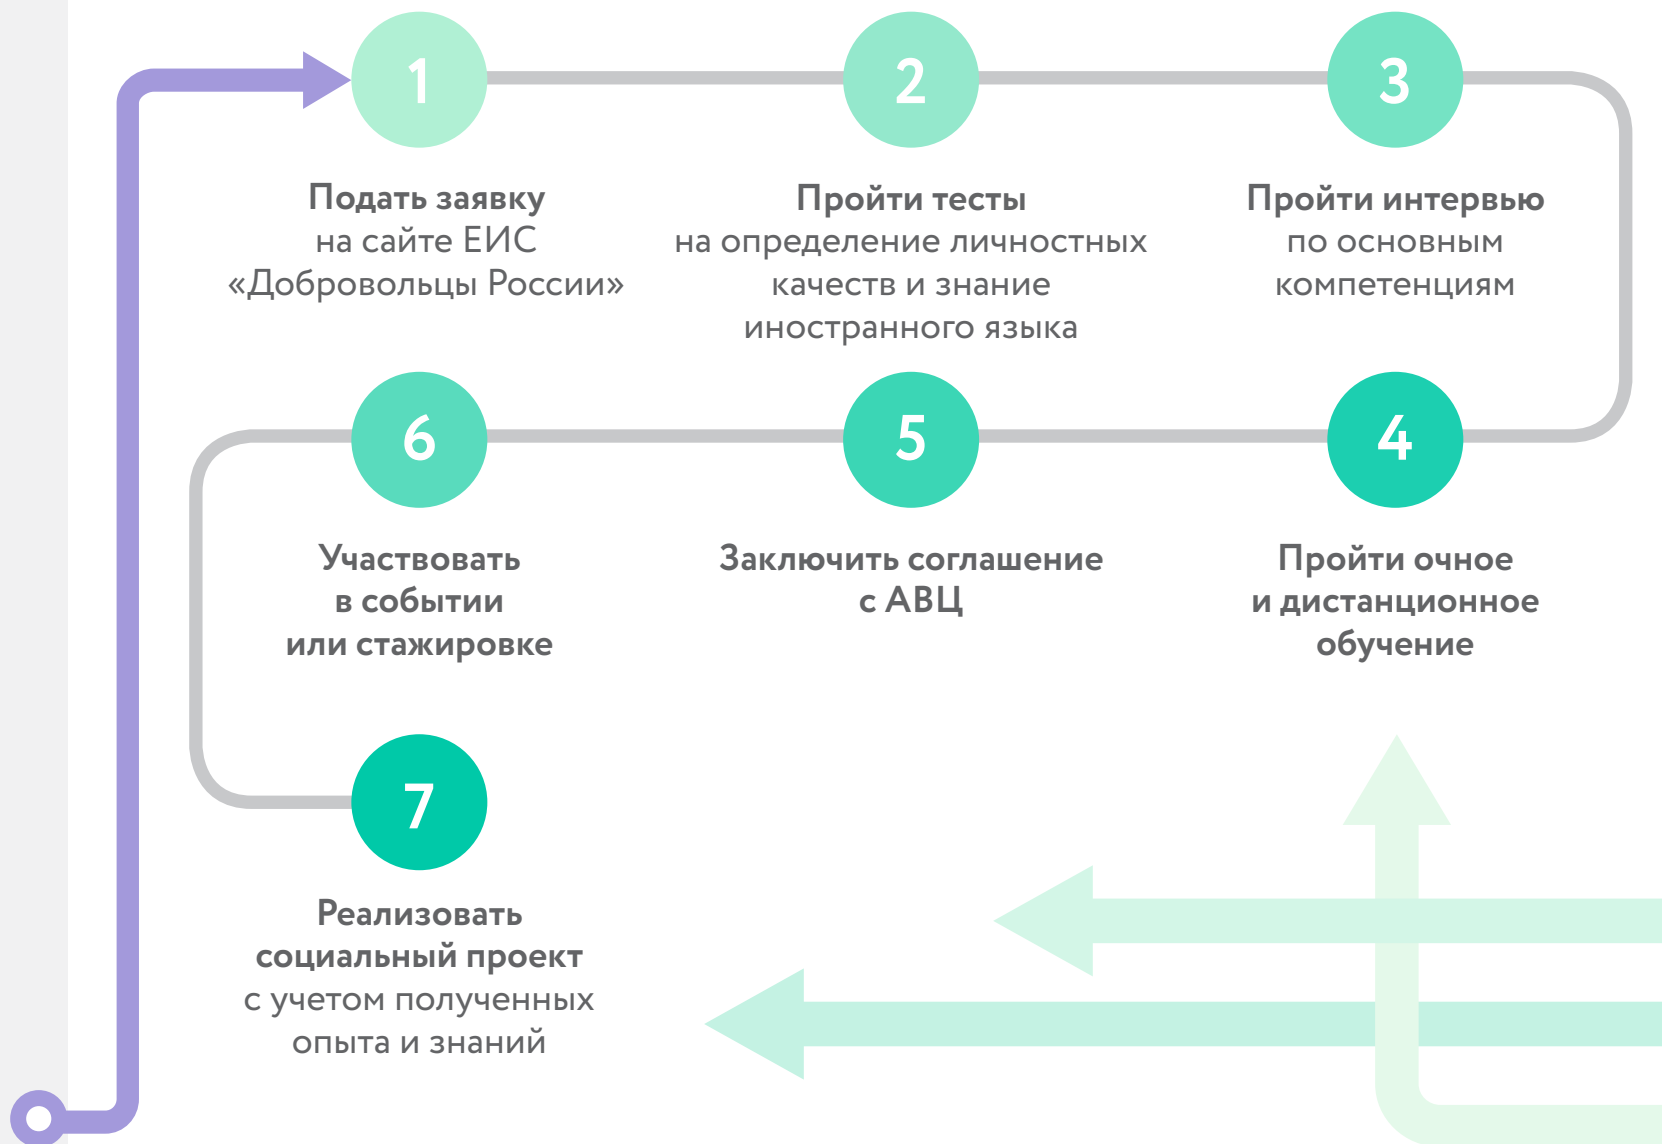 1
Подать заявку
на сайте ЕИС
«Добровольцы России»
2
Пройти тесты
на определение личностных
качеств и знание
иностранного языка
3
Пройти интервью
по основным
компетенциям
4
Пройти очное
и дистанционное
обучение
5
Заключить соглашение
с АВЦ
6
Участвовать
в событии
или стажировке
7
Реализовать
социальный проект
с учетом полученных
опыта и знаний